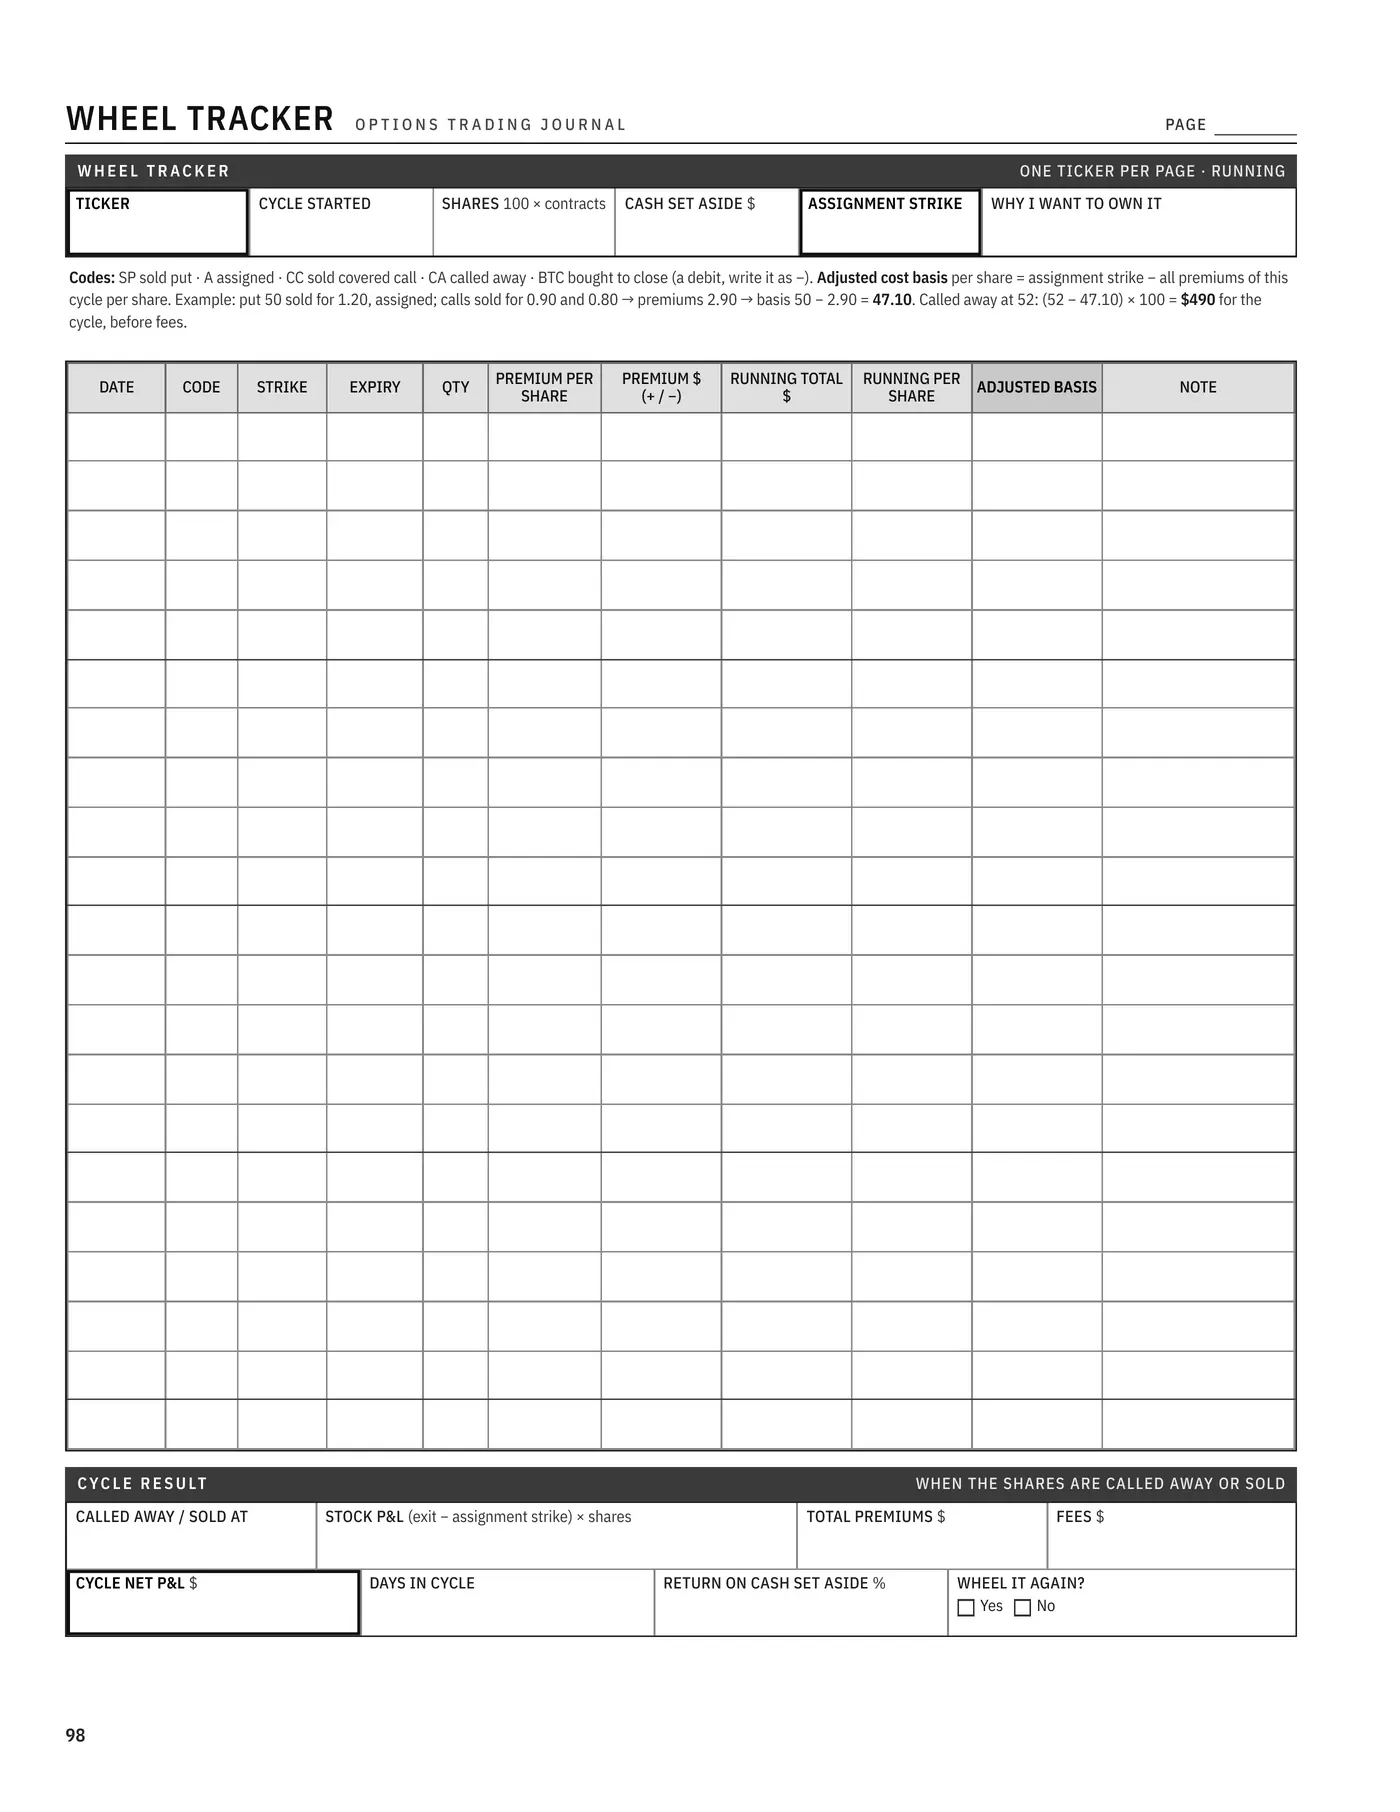 WHEEL TRACKER OPTIONS TRADING JOURNAL PAGE
WHEEL TRACKER ONE TICKER PER PAGE · RUNNING
TICKER CYCLE STARTED SHARES 100 × contracts CASH SET ASIDE $ ASSIGNMENT STRIKE WHY I WANT TO OWN IT
Codes: SP sold put · A assigned · CC sold covered call · CA called away · BTC bought to close (a debit, write it as –). Adjusted cost basis per share = assignment strike – all premiums of this
cycle per share. Example: put 50 sold for 1.20, assigned; calls sold for 0.90 and 0.80 → premiums 2.90 → basis 50 – 2.90 = 47.10. Called away at 52: (52 – 47.10) × 100 = $490 for the
cycle, before fees.
DATE CODE STRIKE EXPIRY QTY PREMIUM PER SHARE PREMIUM $ (+ / –) RUNNING TOTAL $ RUNNING PER SHARE ADJUSTED BASIS NOTE
CYCLE RESULT WHEN THE SHARES ARE CALLED AWAY OR SOLD
CALLED AWAY / SOLD AT STOCK P&L (exit – assignment strike) × shares TOTAL PREMIUMS $ FEES $
CYCLE NET P&L $ DAYS IN CYCLE RETURN ON CASH SET ASIDE % WHEEL IT AGAIN?
Yes No
98